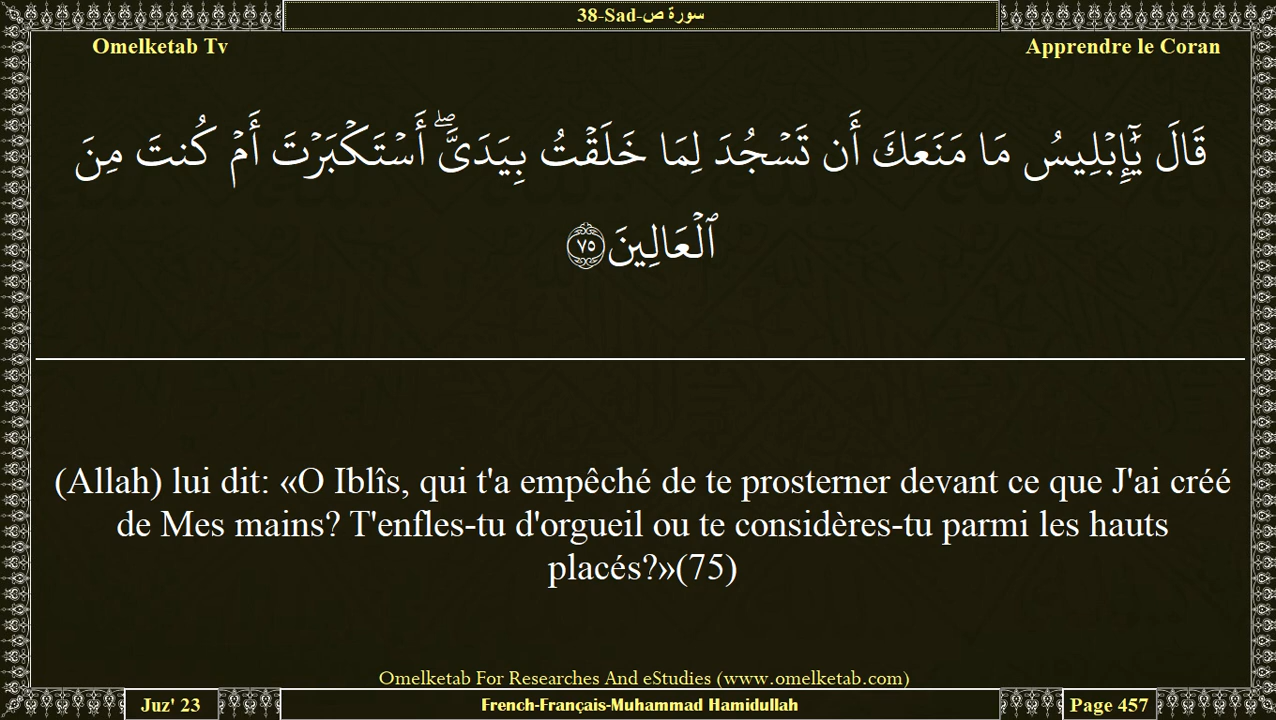 38-Sad-سورة ص
Omelketab Tv
Apprendre le Coran
قَالَ يَٰٓإِبۡلِيسُ مَا مَنَعَكَ أَن تَسۡجُدَ لِمَا خَلَقۡتُ بِيَدَيَّۖ أَسۡتَكۡبَرۡتَ أَمۡ كُنتَ مِنَ
ٱلۡعَالِينَ ٧٥
(Allah) lui dit: «O Iblîs, qui t'a empêché de te prosterner devant ce que J'ai créé
de Mes mains? T'enfles-tu d'orgueil ou te considères-tu parmi les hauts
placés?»(75)
Omelketab For Researches And eStudies (www.omelketab.com)
Juz' 23
French-Français-Muhammad Hamidullah
Page 457